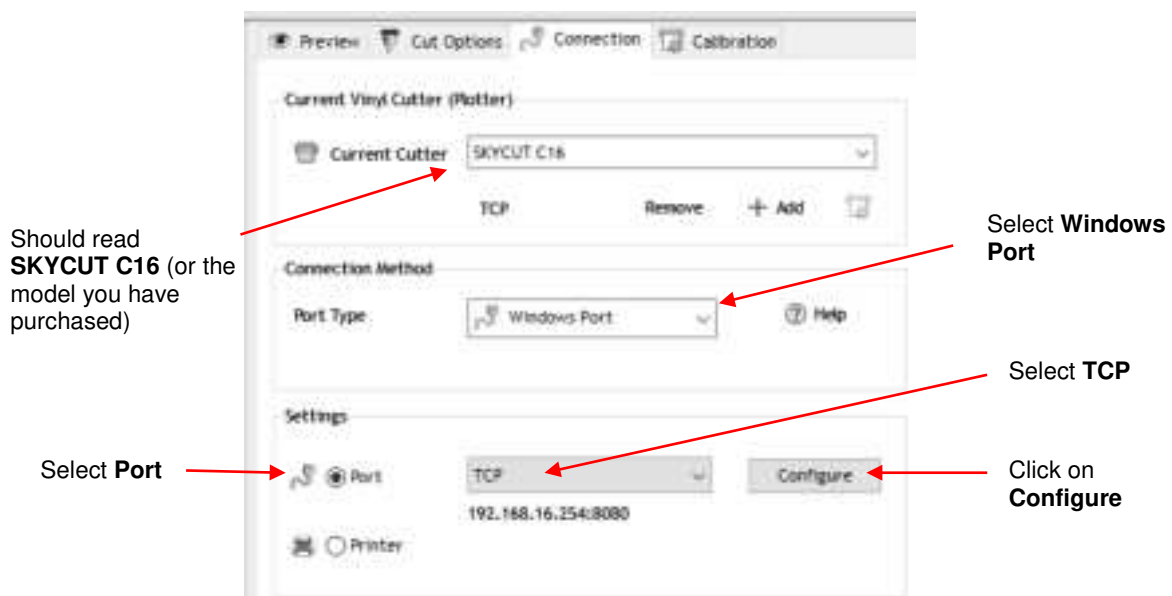 Preview Cut Options Connection Calibration
Current Vinyl Cutter (Plotter)
Current Cutter SKYCUT C16
TCP Remove + Add
Should read
SKYCUT C16 (or the
model you have
purchased)
Select Windows
Port
Connection Method
Port Type Windows Port Help
Select TCP
Settings
Select Port
Port TCP Configure
192.168.16.254:8080
Click on
Configure
Printer